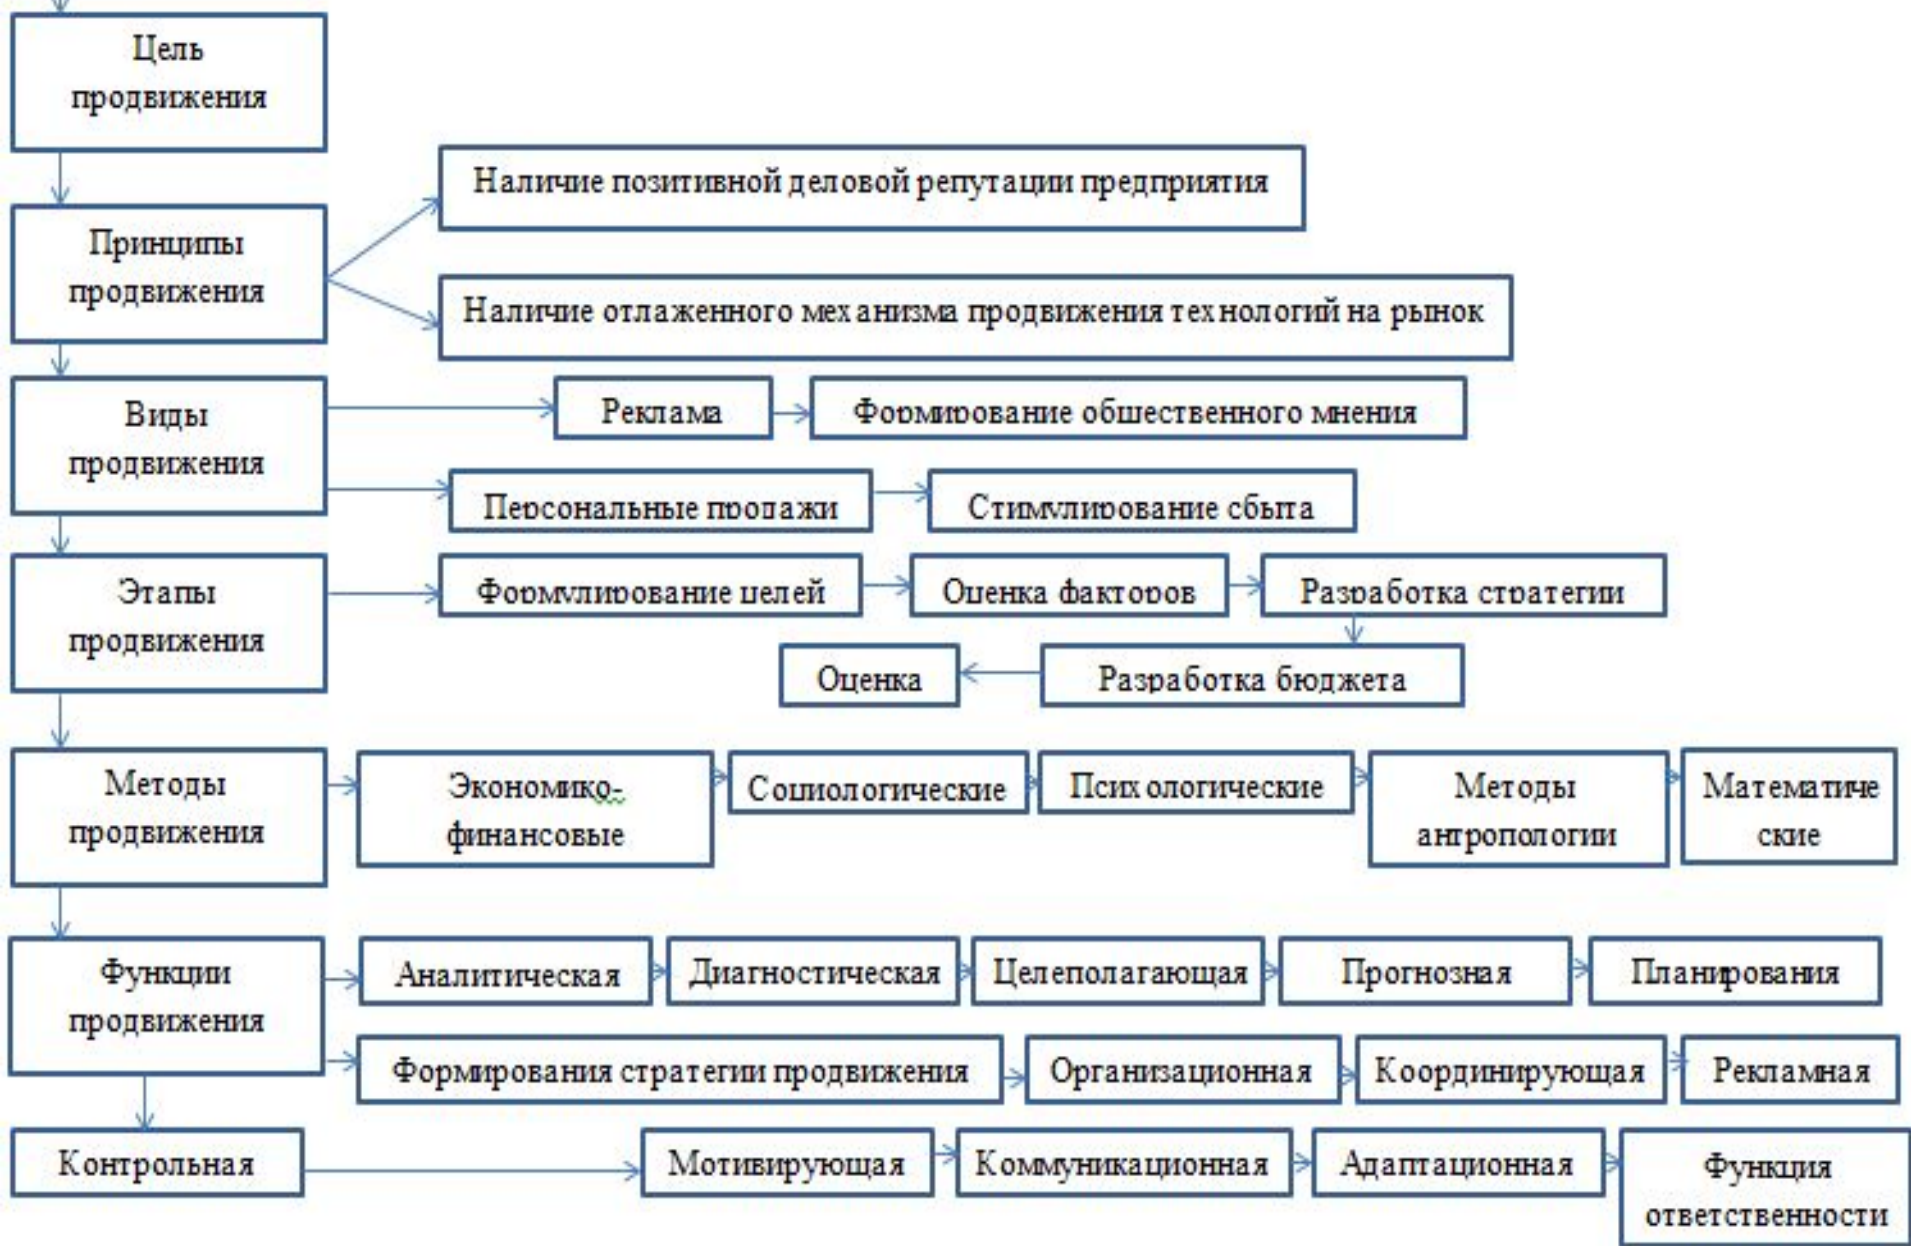 Цель
продвижения
Наличие позитивной деловой репутации предприятия
Принципы
продвижения
Наличие отлаженного механизма продвижения технологий на рынок
Виды
продвижения
Реклама
Формирование общественного мнения
Персональные продажи
Стимулирование сбыта
Этапы
продвижения
Формулирование целей
Оценка факторов
Разработка стратегии
Оценка
Разработка бюджета
Методы
продвижения
Экономико-
финансовые
Социологические
Психологические
Методы
антропологии
Математиче
ские
Функции
продвижения
Аналитическая
Диагностическая
Целеполагающая
Прогнозная
Планирования
Формирования стратегии продвижения
Организационная
Координирующая
Рекламная
Контрольная
Мотивирующая
Коммуникационная
Адаптационная
Функция
ответственности